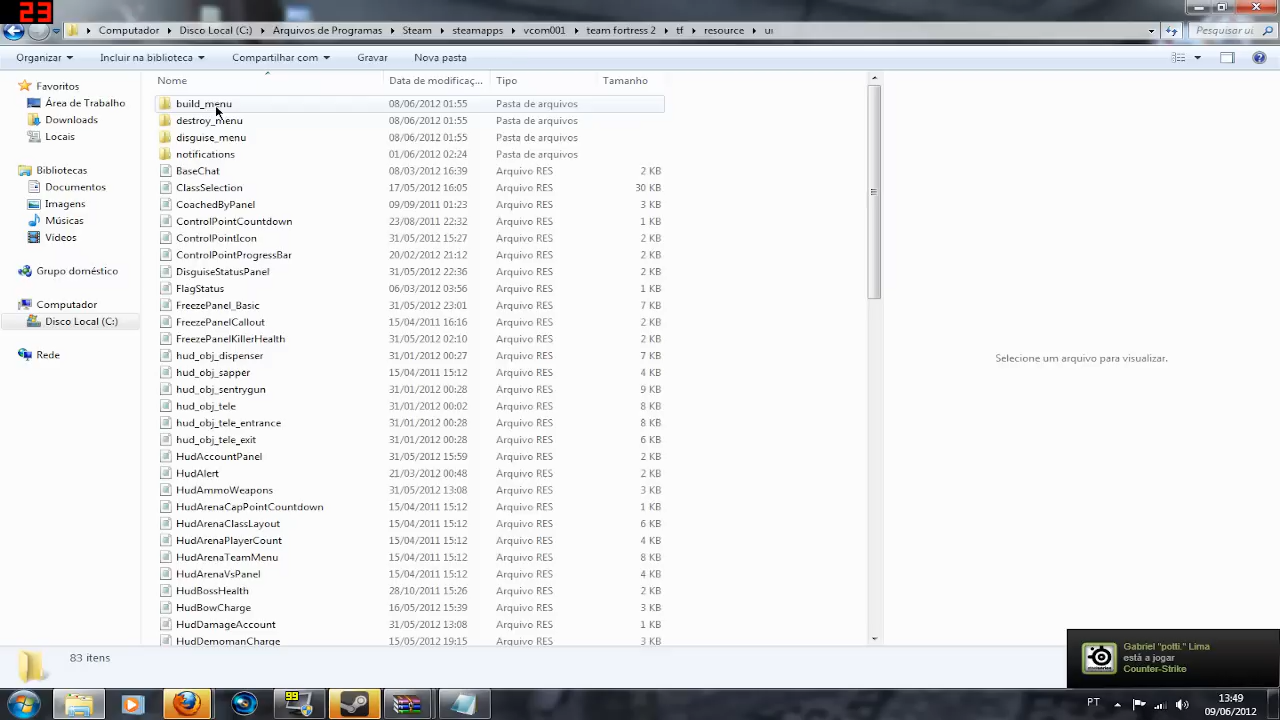 23
Computador ▸ Disco Local (C:) ▸ Arquivos de Programas ▸ Steam ▸ steamapps ▸ vcom001 ▸ team fortress 2 ▸ tf ▸ resource ▸ ui
Pesquisar ui
Organizar Incluir na biblioteca Compartilhar com Gravar Nova pasta
Favoritos
Área de Trabalho
Downloads
Locais
Bibliotecas
Documentos
Imagens
Músicas
Vídeos
Grupo doméstico
Computador
Disco Local (C:)
Rede
Nome Data de modificaç... Tipo Tamanho
build_menu 08/06/2012 01:55 Pasta de arquivos
destroy_menu 08/06/2012 01:55 Pasta de arquivos
disguise_menu 08/06/2012 01:55 Pasta de arquivos
notifications 01/06/2012 02:24 Pasta de arquivos
BaseChat 08/03/2012 16:39 Arquivo RES 2 KB
ClassSelection 17/05/2012 16:05 Arquivo RES 30 KB
CoachedByPanel 09/09/2011 01:23 Arquivo RES 3 KB
ControlPointCountdown 23/08/2011 22:32 Arquivo RES 1 KB
ControlPointIcon 31/05/2012 15:27 Arquivo RES 2 KB
ControlPointProgressBar 20/02/2012 21:12 Arquivo RES 2 KB
DisguiseStatusPanel 31/05/2012 22:36 Arquivo RES 2 KB
FlagStatus 06/03/2012 03:56 Arquivo RES 1 KB
FreezePanel_Basic 31/05/2012 23:01 Arquivo RES 7 KB
FreezePanelCallout 15/04/2011 16:16 Arquivo RES 2 KB
FreezePanelKillerHealth 31/05/2012 02:10 Arquivo RES 2 KB
hud_obj_dispenser 31/01/2012 00:27 Arquivo RES 7 KB
hud_obj_sapper 15/04/2011 15:12 Arquivo RES 4 KB
hud_obj_sentrygun 31/01/2012 00:28 Arquivo RES 9 KB
hud_obj_tele 31/01/2012 00:02 Arquivo RES 8 KB
hud_obj_tele_entrance 31/01/2012 00:28 Arquivo RES 8 KB
hud_obj_tele_exit 31/01/2012 00:28 Arquivo RES 6 KB
HudAccountPanel 31/05/2012 15:59 Arquivo RES 2 KB
HudAlert 21/03/2012 00:48 Arquivo RES 2 KB
HudAmmoWeapons 31/05/2012 13:08 Arquivo RES 3 KB
HudArenaCapPointCountdown 15/04/2011 15:12 Arquivo RES 1 KB
HudArenaClassLayout 15/04/2011 15:12 Arquivo RES 6 KB
HudArenaPlayerCount 15/04/2011 15:12 Arquivo RES 4 KB
HudArenaTeamMenu 15/04/2011 15:12 Arquivo RES 8 KB
HudArenaVsPanel 15/04/2011 15:12 Arquivo RES 4 KB
HudBossHealth 28/10/2011 15:26 Arquivo RES 2 KB
HudBowCharge 16/05/2012 15:39 Arquivo RES 3 KB
HudDamageAccount 31/05/2012 13:08 Arquivo RES 1 KB
HudDemomanCharge 15/05/2012 19:15 Arquivo RES 2 KB
Selecione um arquivo para visualizar.
83 itens
Gabriel "potti." Lima
está a jogar
Counter-Strike
99
PT
13:49
09/06/2012